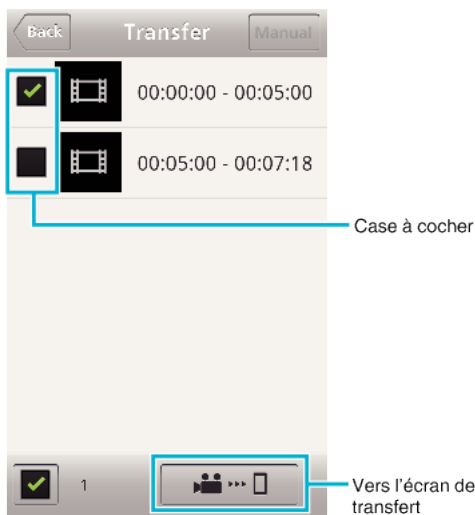 Back Transfer Manual
00:00:00 - 00:05:00
00:05:00 - 00:07:18
Case à cocher
1
Vers l'écran de
transfert